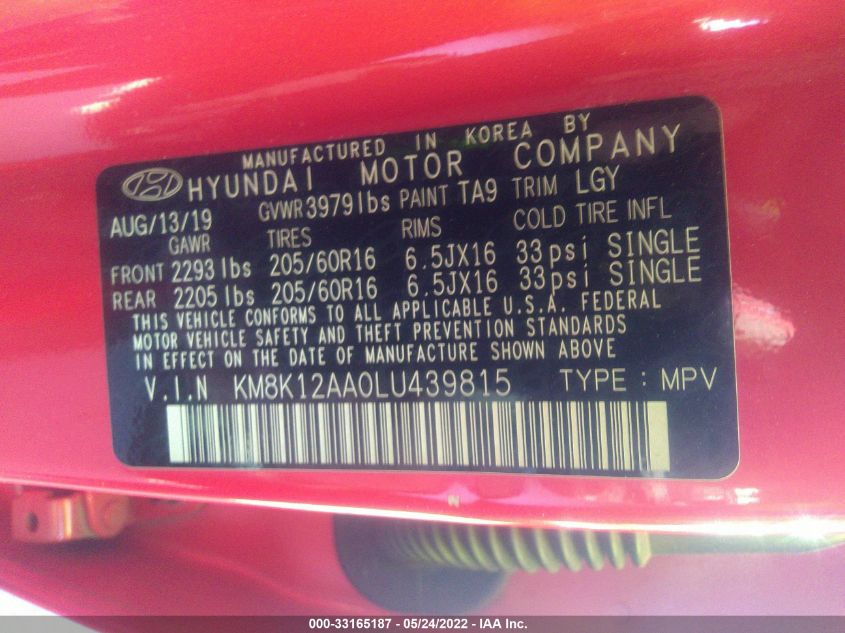 MANUFACTURED IN KOREA BY
HYUNDAI MOTOR COMPANY
AUG/13/19 GVWR 3979lbs PAINT TA9 TRIM LGY
GAWR TIRES RIMS COLD TIRE INFL
FRONT 2293 lbs 205/60R16 6.5JX16 33psi SINGLE
REAR 2205 lbs 205/60R16 6.5JX16 33psi SINGLE
THIS VEHICLE CONFORMS TO ALL APPLICABLE U.S.A. FEDERAL
MOTOR VEHICLE SAFETY AND THEFT PREVENTION STANDARDS
IN EFFECT ON THE DATE OF MANUFACTURE SHOWN ABOVE
V.I.N KM8K12AA0LU439815 TYPE : MPV
000-33165187 - 05/24/2022 - IAA Inc.